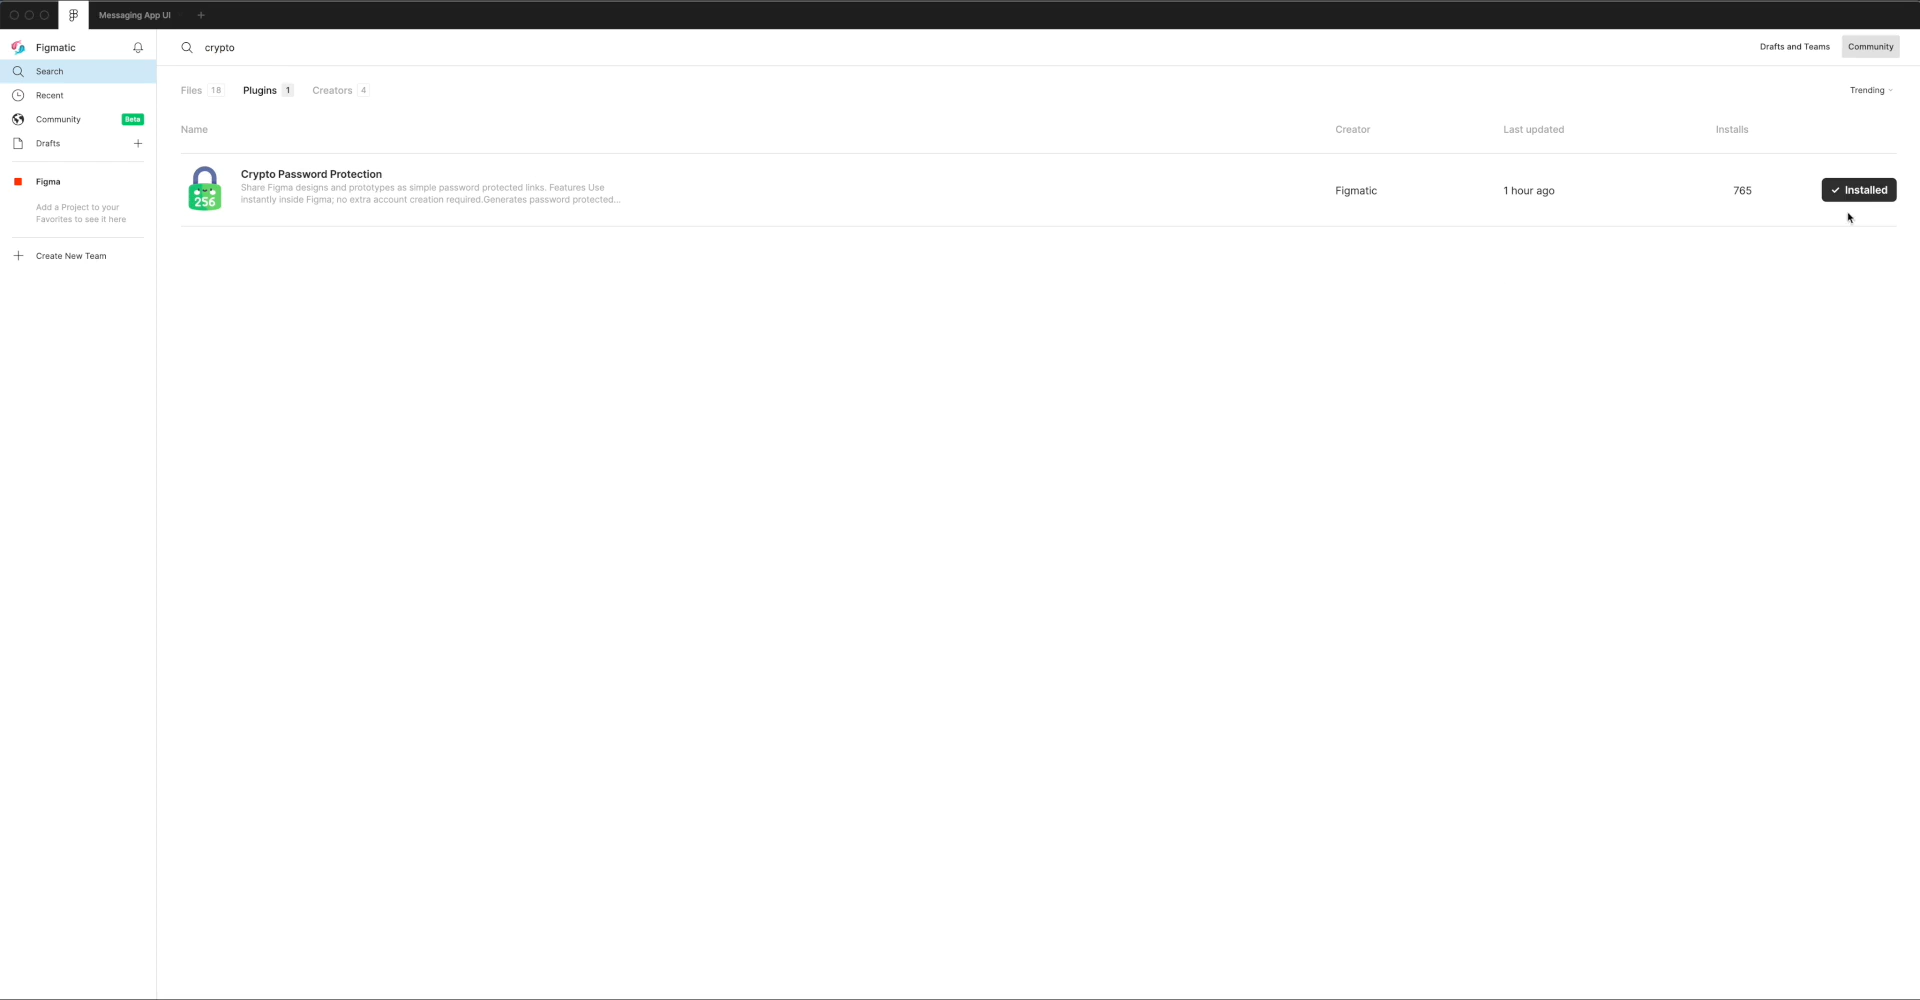 Messaging App UI
Figmatic
crypto
Drafts and Teams
Community
Search
Recent
Community
Beta
Drafts
Figma
Add a Project to your
Favorites to see it here
Create New Team
Files 18
Plugins 1
Creators 4
Trending
Name
Creator
Last updated
Installs
256
Crypto Password Protection
Share Figma designs and prototypes as simple password protected links. Features Use
instantly inside Figma; no extra account creation required.Generates password protected...
Figmatic
1 hour ago
765
Installed